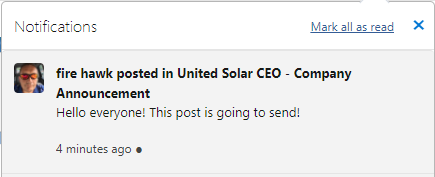 Notifications
Mark all as read
fire hawk posted in United Solar CEO - Company
Announcement
Hello everyone! This post is going to send!
4 minutes ago